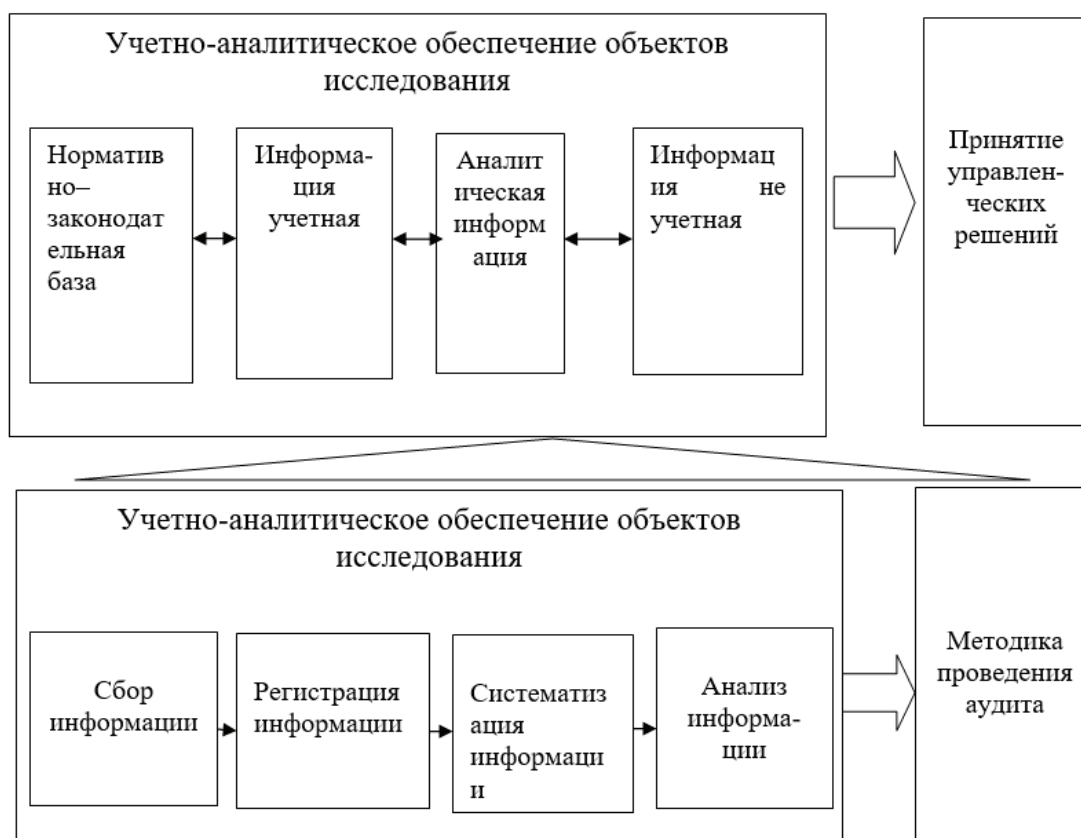 Учетно-аналитическое обеспечение объектов
исследования
Норматив
но–
законодат
ельная
база
Информа-
ция
учетная
Аналит
ическая
информ
ация
Информац
ия не
учетная
Принятие
управлен-
ческих
решений
Учетно-аналитическое обеспечение объектов
исследования
Сбор
информации
Регистрация
информации
Систематиз
ация
информаци
и
Анализ
информа-
ции
Методика
проведения
аудита